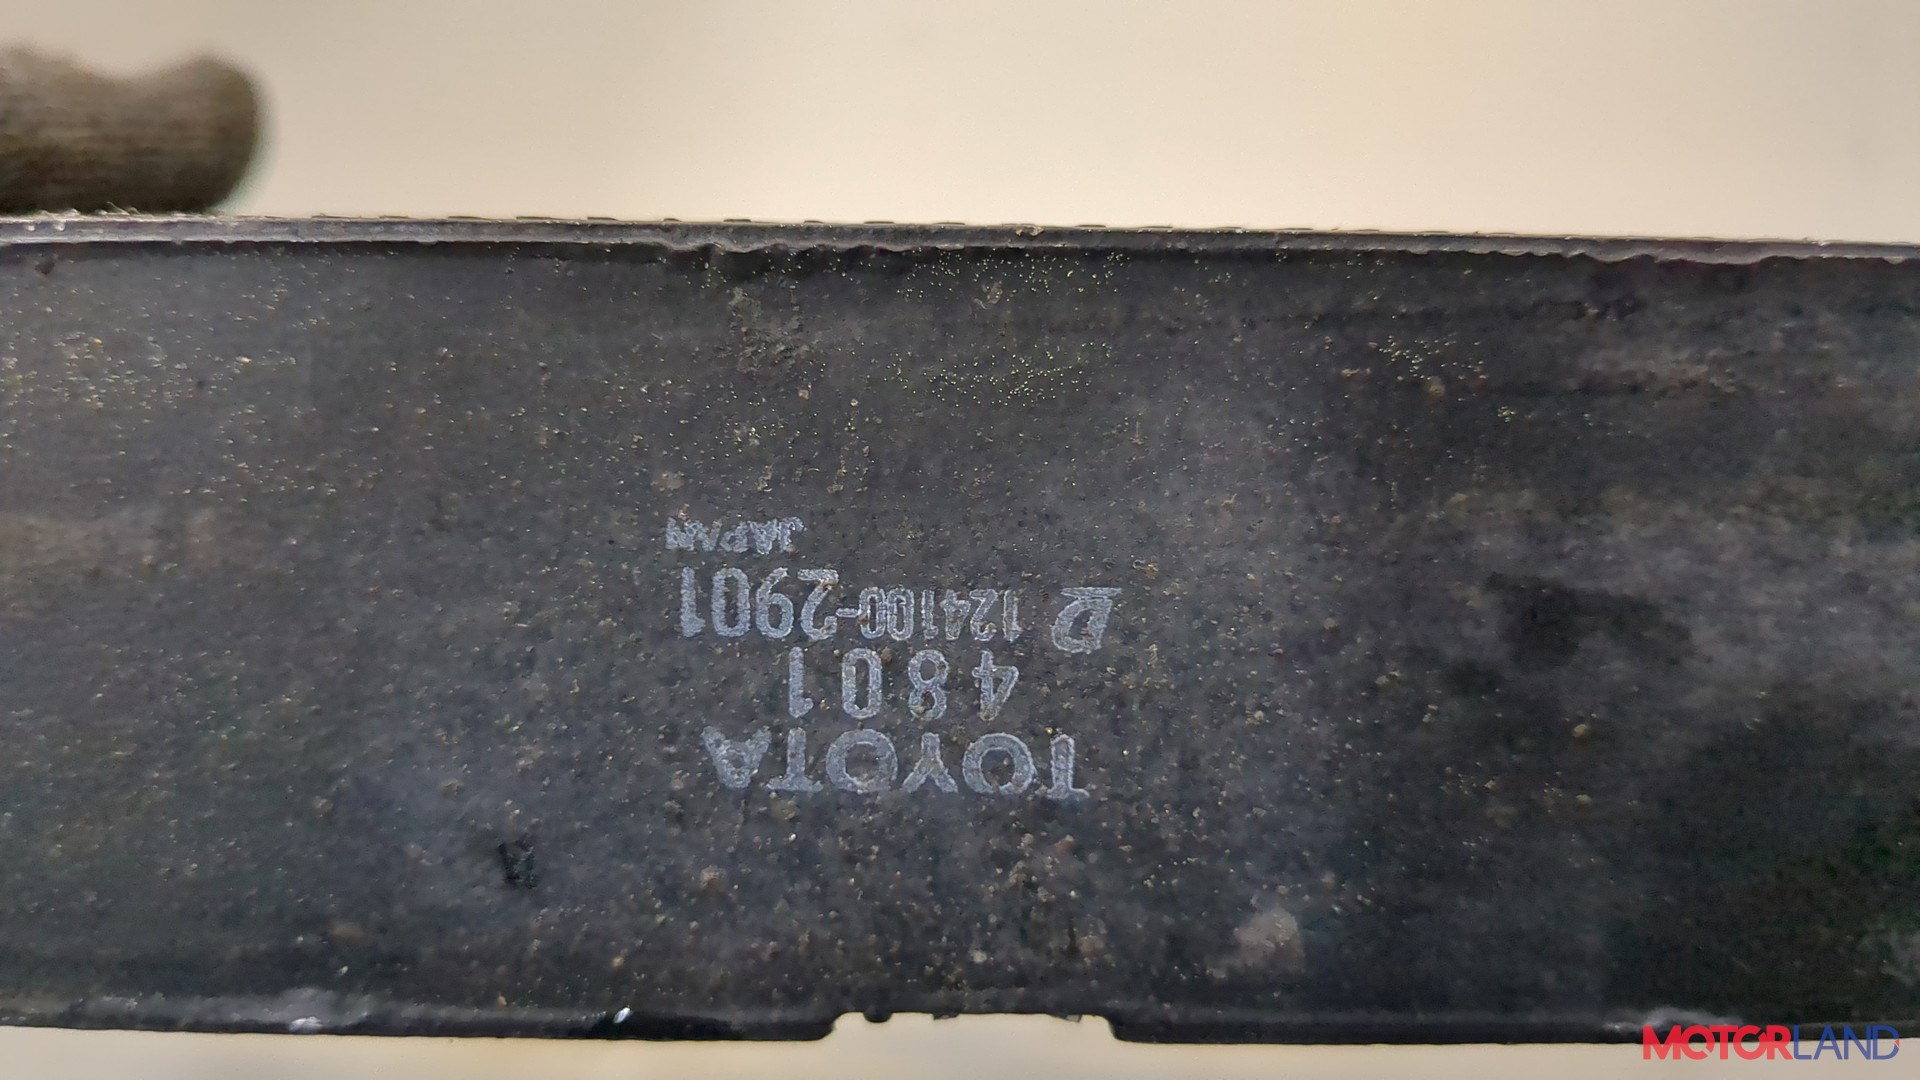 TOYOTA
4801
D 124100-2901
JAPAN
MOTORLAND